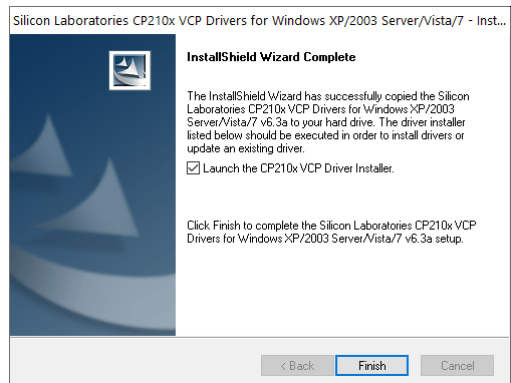 Silicon Laboratories CP210x VCP Drivers for Windows XP/2003 Server/Vista/7 - Inst...
InstallShield Wizard Complete
The InstallShield Wizard has successfully copied the Silicon
Laboratories CP210x VCP Drivers for Windows XP/2003
Server/Vista/7 v6.3a to your hard drive. The driver installer
listed below should be executed in order to install drivers or
update an existing driver.
Launch the CP210x VCP Driver Installer.
Click Finish to complete the Silicon Laboratories CP210x VCP
Drivers for Windows XP/2003 Server/Vista/7 v6.3a setup.
< Back
Finish
Cancel